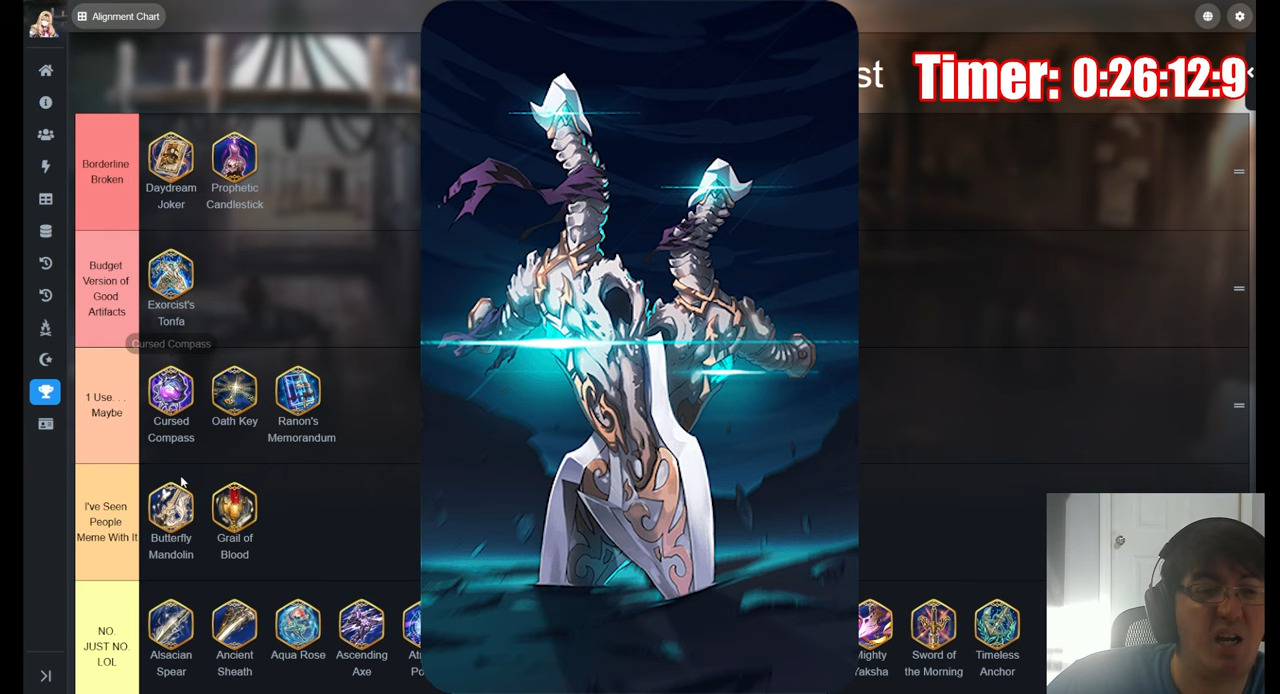 Alignment Chart
st
Timer: 0:26:12:9
Borderline
Broken
Daydream
Joker
Prophetic
Candlestick
Budget
Version of
Good
Artifacts
Exorcist's
Tonfa
Cursed Compass
1 Use. . .
Maybe
Cursed
Compass
Oath Key
Ranon's
Memorandum
I've Seen
People
Meme With It
Butterfly
Mandolin
Grail of
Blood
NO.
JUST NO.
LOL
Alsacian
Spear
Ancient
Sheath
Aqua Rose
Ascending
Axe
Sword of
the Morning
Timeless
Anchor
Yaksha